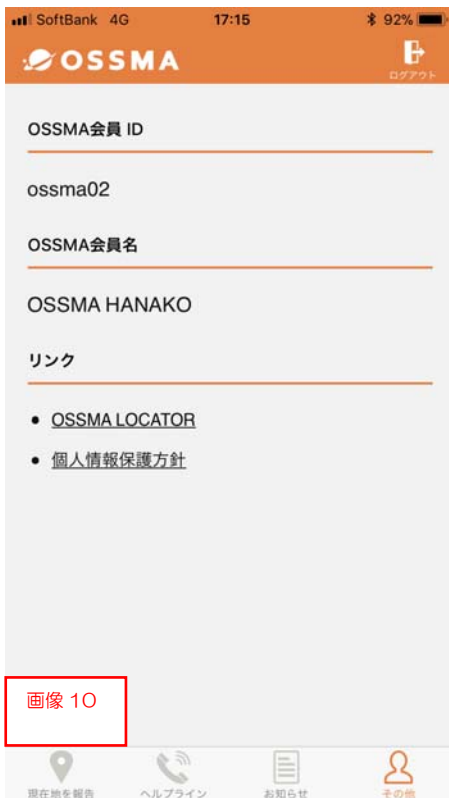 SoftBank 4G 17:15 92%
OSSMA
ログアウト
OSSMA会員 ID
ossma02
OSSMA会員名
OSSMA HANAKO
リンク
• OSSMA LOCATOR
• 個人情報保護方針
画像 10
現在地を報告 ヘルプライン お知らせ その他